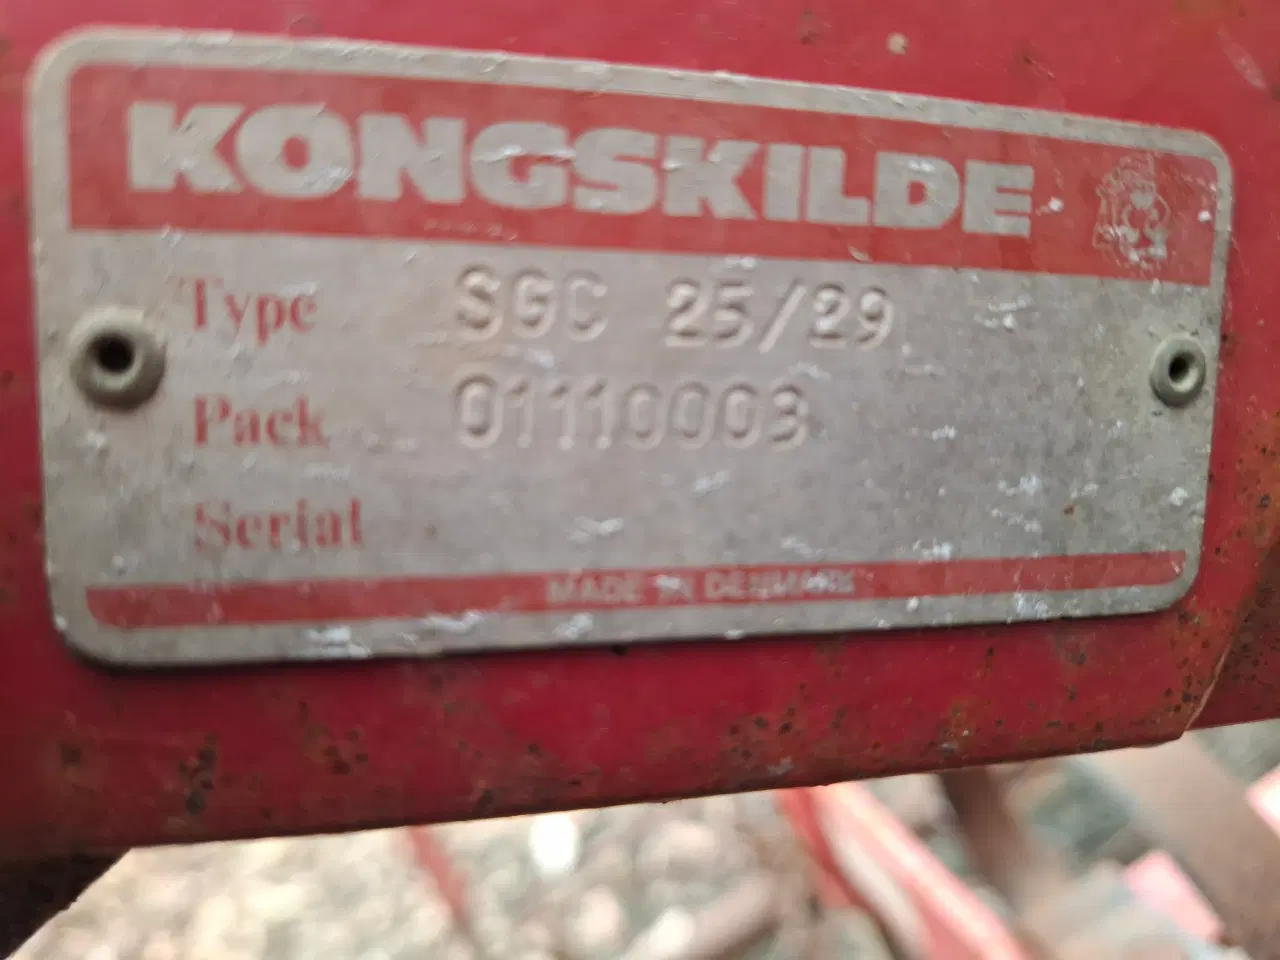 KONGSKILDE
Type SGC 25/29
Pack 01110003
Serial
MADE IN DENMARK